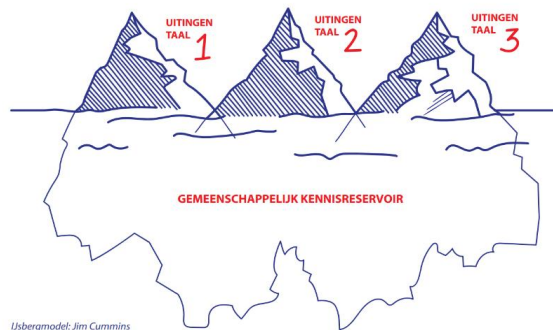 UITINGEN
TAAL 1
UITINGEN
TAAL 2
UITINGEN
TAAL 3
GEMEENSCHAPPELIJK KENNISRESERVOIR
IJsbergmodel: Jim Cummins